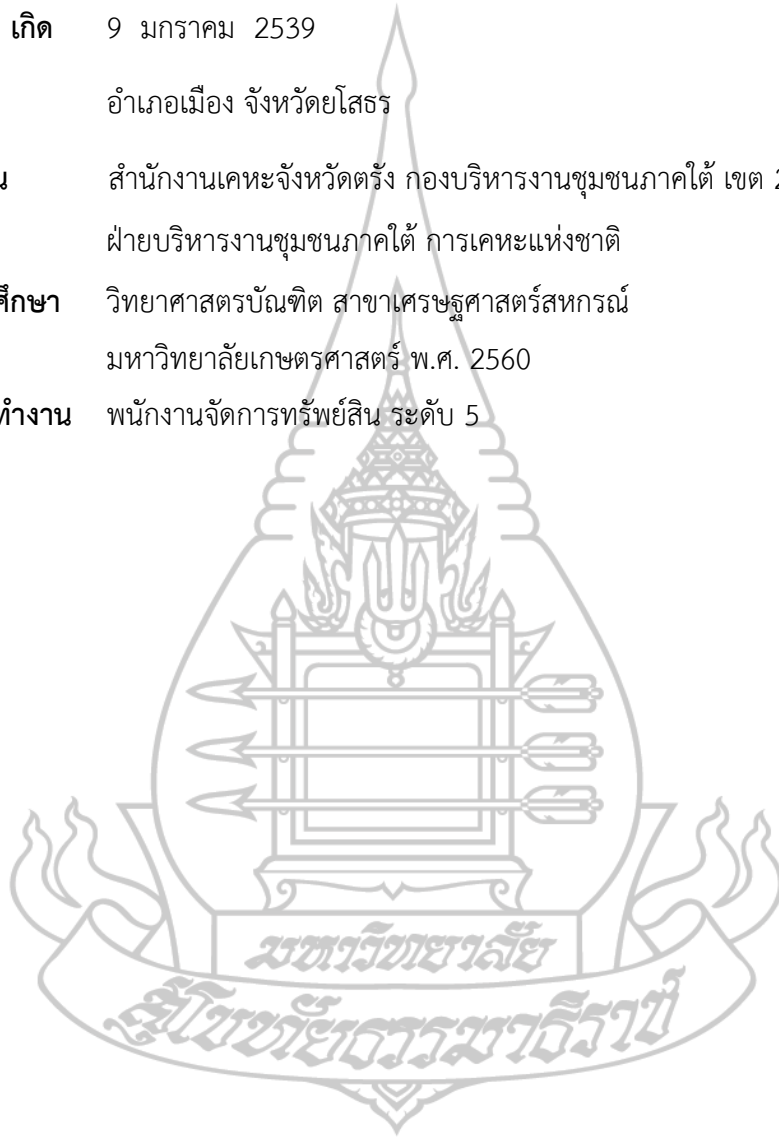 เกิด 9 มกราคม 2539
อำเภอเมือง จังหวัดยโสธร
น สำนักงานเคหะจังหวัดตรัง กองบริหารงานชุมชนภาคใต้ เขต 2
ฝ่ายบริหารงานชุมชนภาคใต้ การเคหะแห่งชาติ
ศึกษา วิทยาศาสตรบัณฑิต สาขาเศรษฐศาสตร์สหกรณ์
มหาวิทยาลัยเกษตรศาสตร์ พ.ศ. 2560
ทำงาน พนักงานจัดการทรัพย์สิน ระดับ 5
มหาวิทยาลัย
สุโขทัยธรรมาธิราช